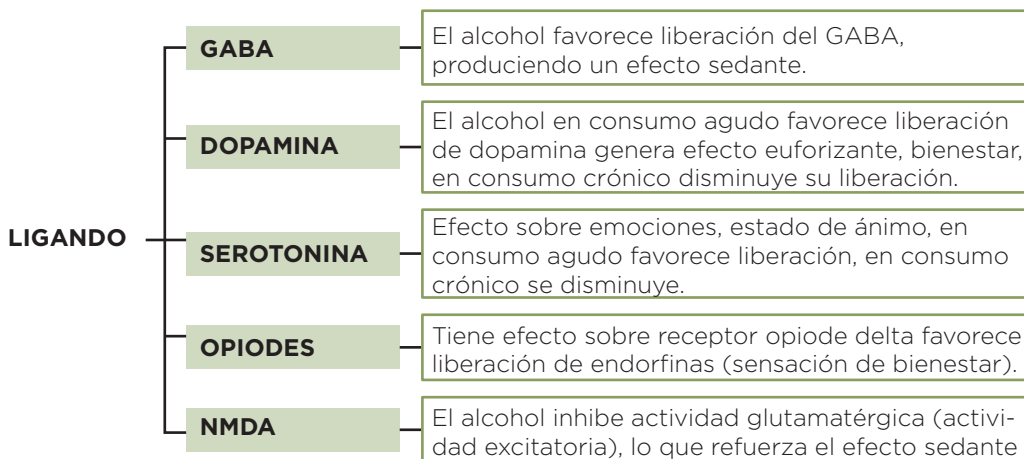 LIGANDO
GABA
El alcohol favorece liberación del GABA,
produciendo un efecto sedante.
DOPAMINA
El alcohol en consumo agudo favorece liberación
de dopamina genera efecto euforizante, bienestar,
en consumo crónico disminuye su liberación.
SEROTONINA
Efecto sobre emociones, estado de ánimo, en
consumo agudo favorece liberación, en consumo
crónico se disminuye.
OPIODES
Tiene efecto sobre receptor opiode delta favorece
liberación de endorfinas (sensación de bienestar).
NMDA
El alcohol inhibe actividad glutamatérgica (activi-
dad excitatoria), lo que refuerza el efecto sedante